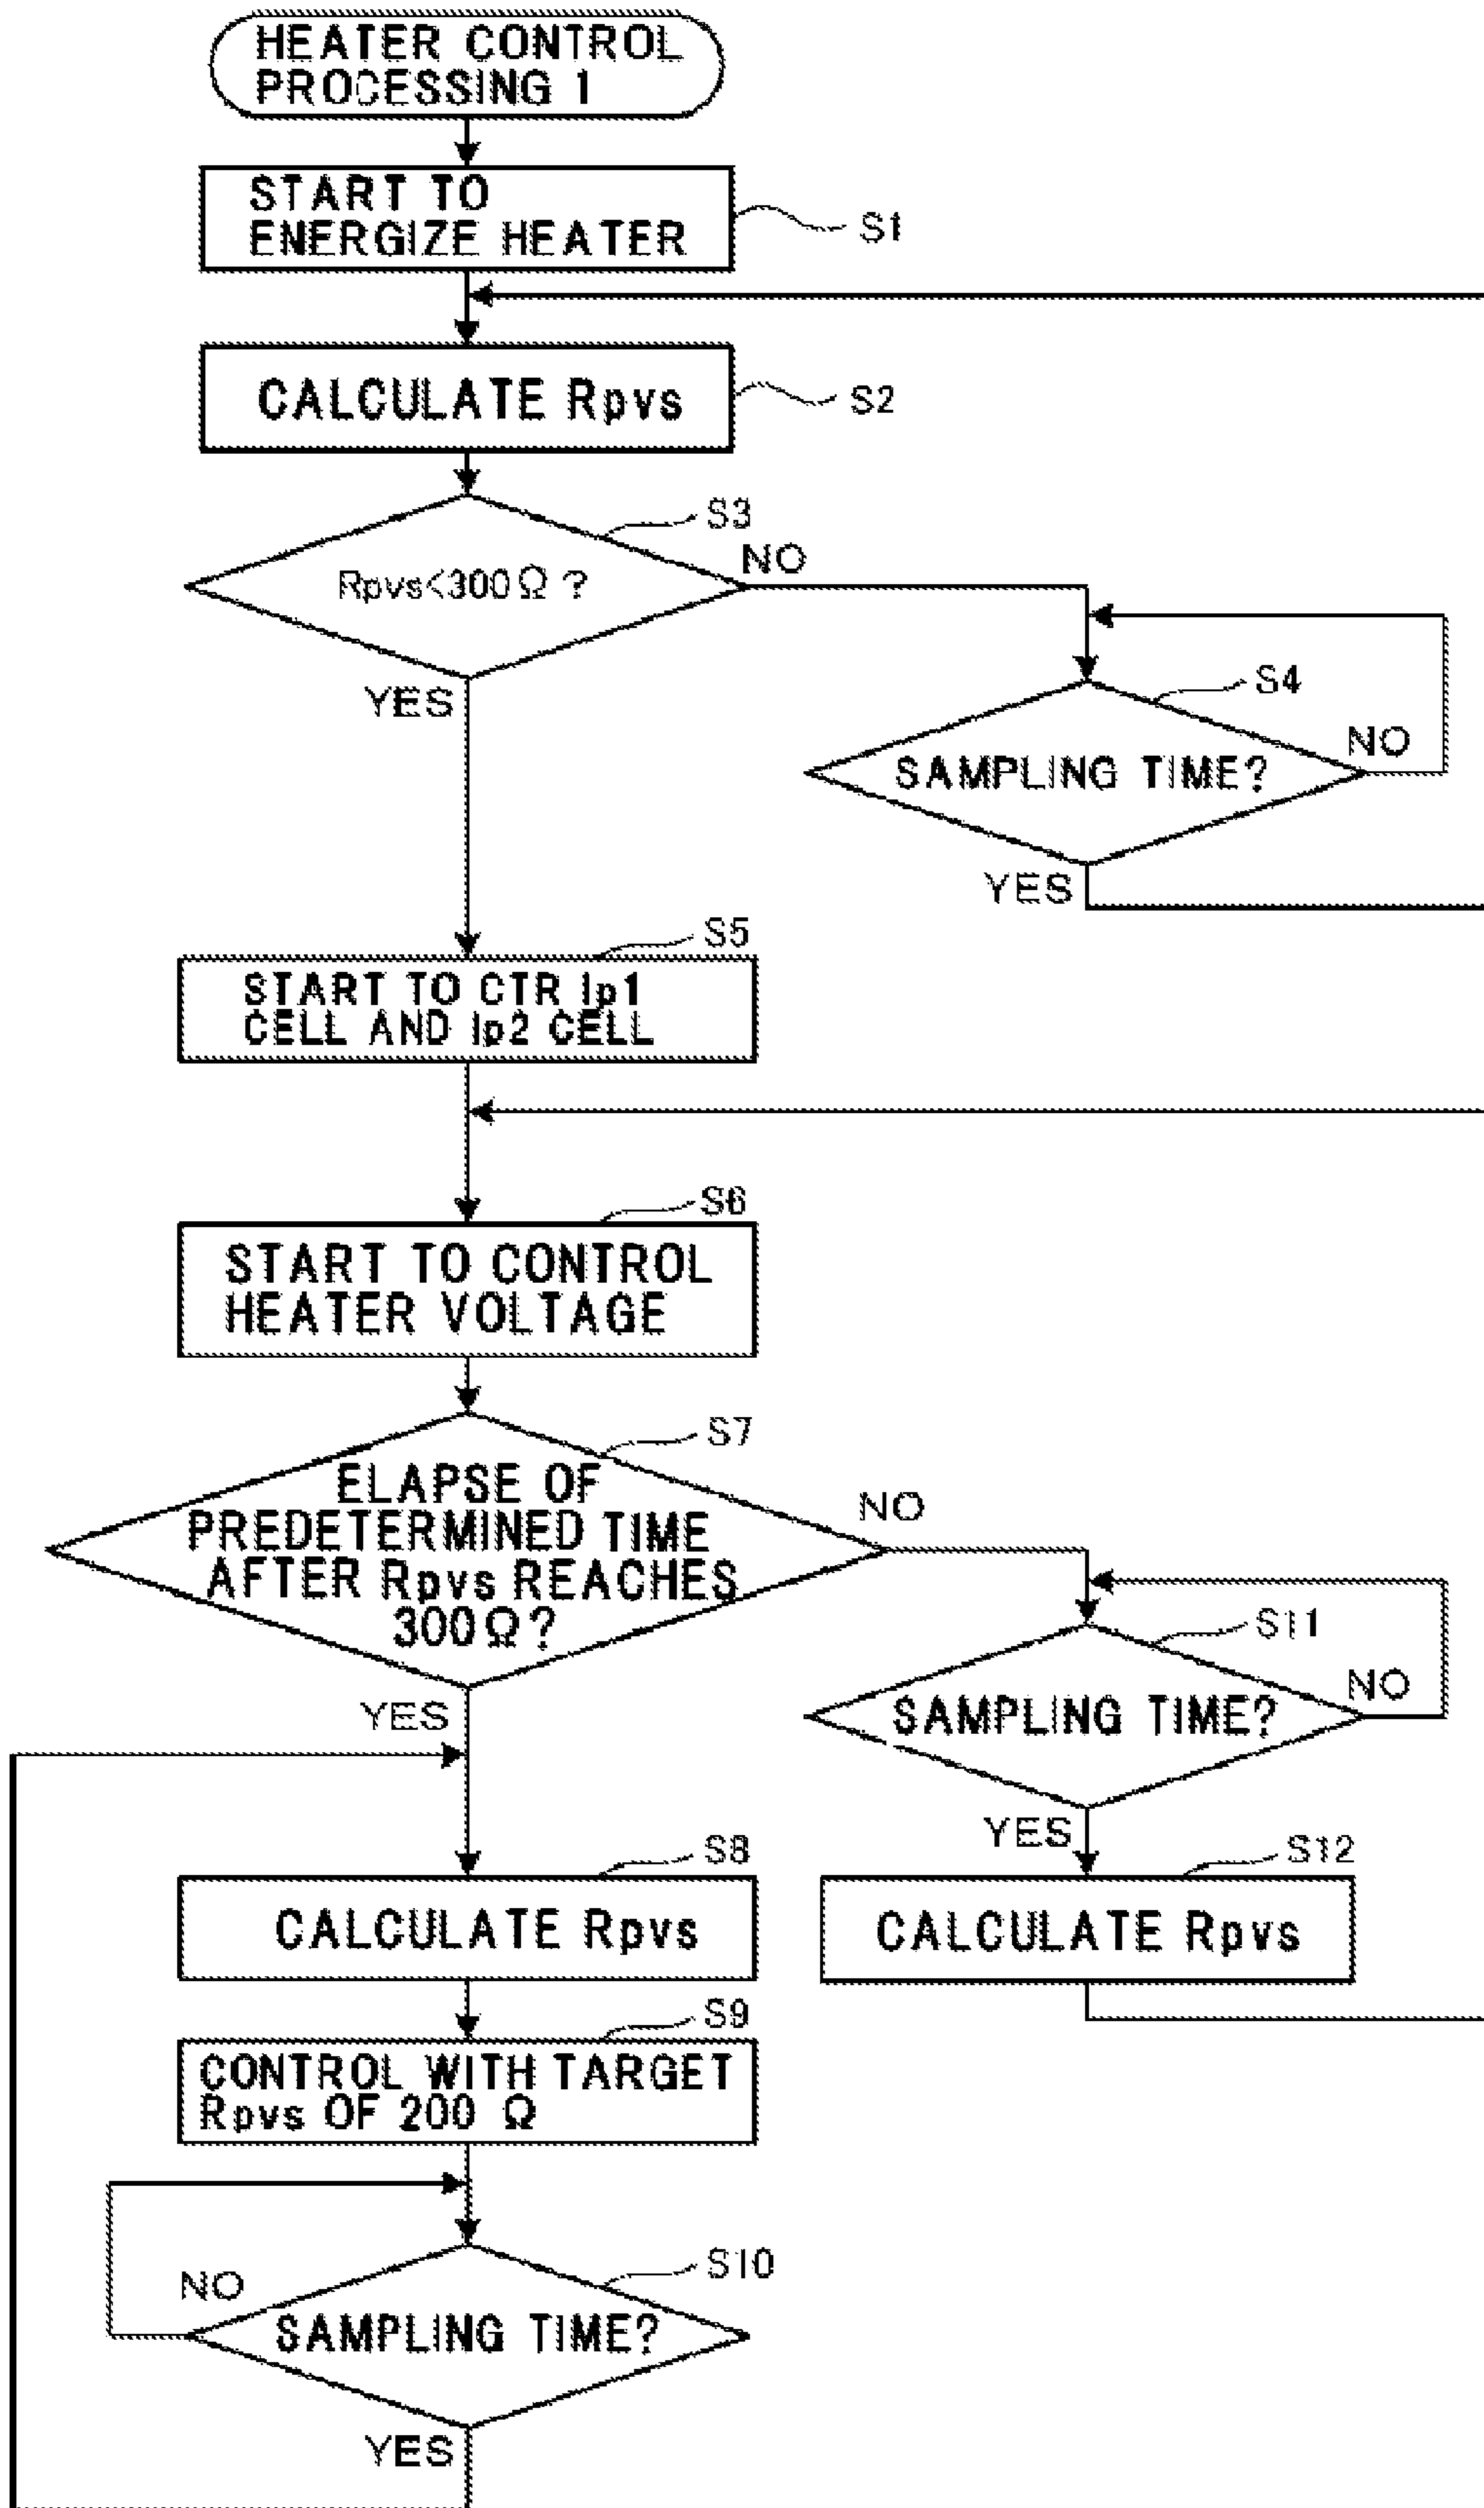 HEATER CONTROL
PROCESSING 1
START TO
ENERGIZE HEATER
S1
CALCULATE Rpvs
S2
S3
Rpvs<300Ω ?
NO
YES
S4
SAMPLING TIME?
NO
YES
S5
START TO CTR Ip1
CELL AND Ip2 CELL
S6
START TO CONTROL
HEATER VOLTAGE
S7
ELAPSE OF
PREDETERMINED TIME
AFTER Rpvs REACHES
300Ω?
NO
YES
S11
SAMPLING TIME?
NO
YES
S8
CALCULATE Rpvs
S12
CALCULATE Rpvs
S9
CONTROL WITH TARGET
Rpvs OF 200 Ω
S10
NO
SAMPLING TIME?
YES